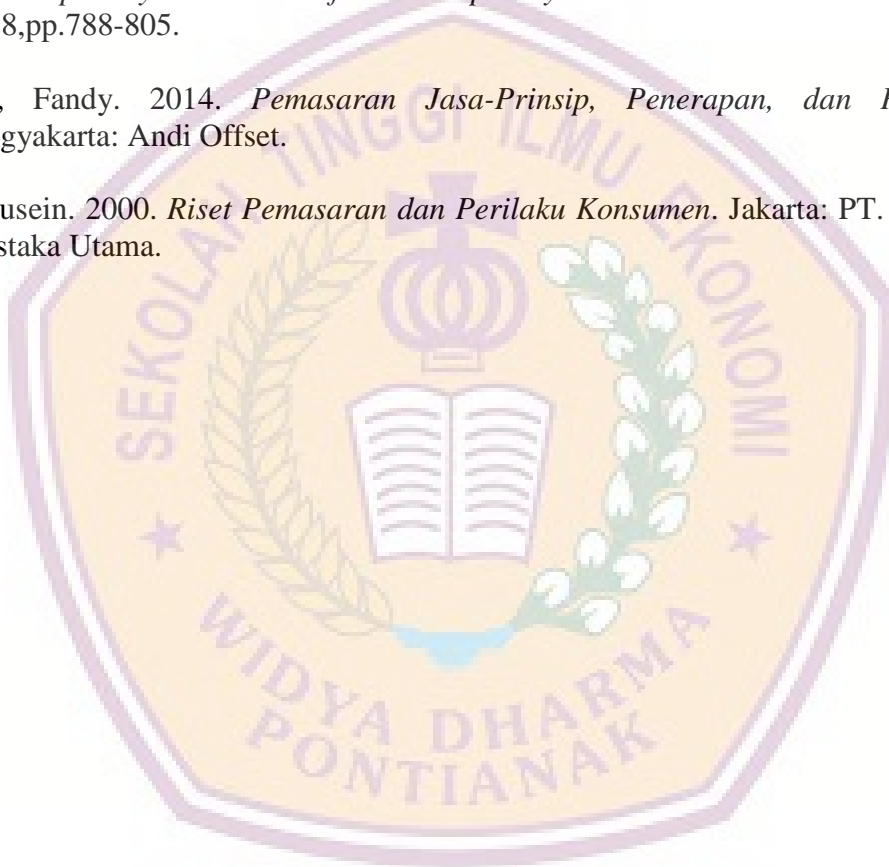 8,pp.788-805.
, Fandy. 2014. Pemasaran Jasa-Prinsip, Penerapan, dan
gyakarta: Andi Offset.
usein. 2000. Riset Pemasaran dan Perilaku Konsumen. Jakarta: PT.
staka Utama.
SEKOLAH TINGGI ILMU EKONOMI
WIDYA DHARMA
PONTIANAK